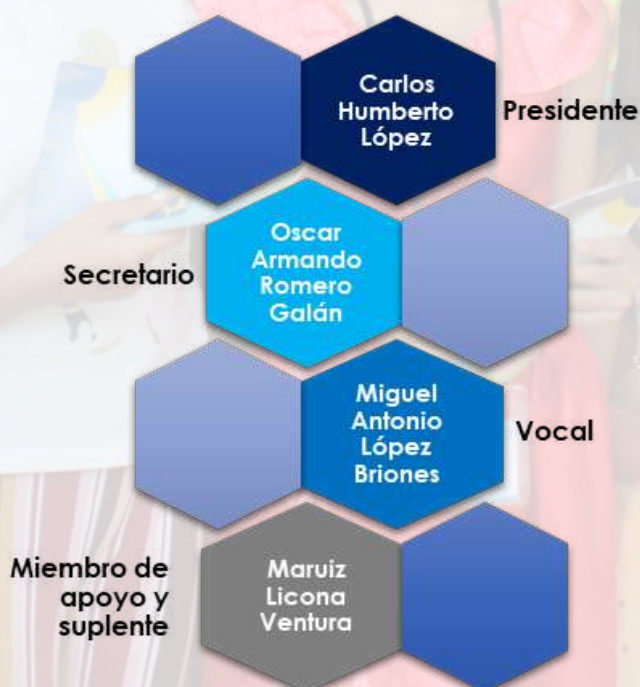 Carlos
Humberto
López
Presidente
Secretario
Oscar
Armando
Romero
Galán
Miguel
Antonio
López
Briones
Vocal
Miembro de
apoyo y
suplente
Maruiz
Licona
Ventura